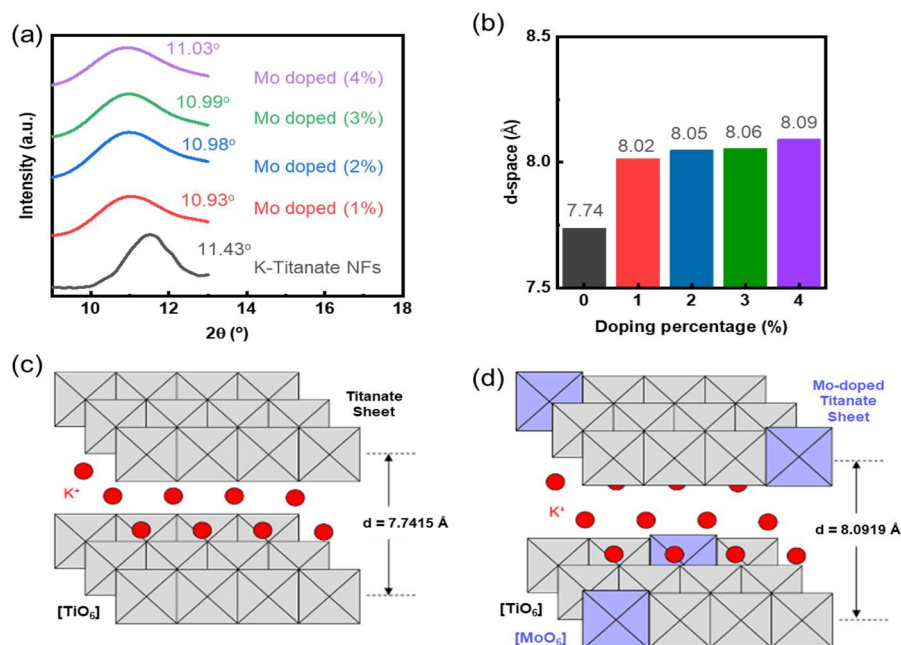 (a)
11.03°
Mo doped (4%)
10.99°
Mo doped (3%)
10.98°
Mo doped (2%)
10.93°
Mo doped (1%)
11.43°
K-Titanate NFs
Intensity (a.u.)
10 12 14 16 18
2θ (°)
(b)
8.5
8.0
7.5
d-space (Å)
7.74
8.02
8.05
8.06
8.09
0 1 2 3 4
Doping percentage (%)
(c)
Titanate
Sheet
K⁺
d = 7.7415 Å
[TiO₆]
(d)
Mo-doped
Titanate
Sheet
K⁺
d = 8.0919 Å
[TiO₆]
[MoO₆]